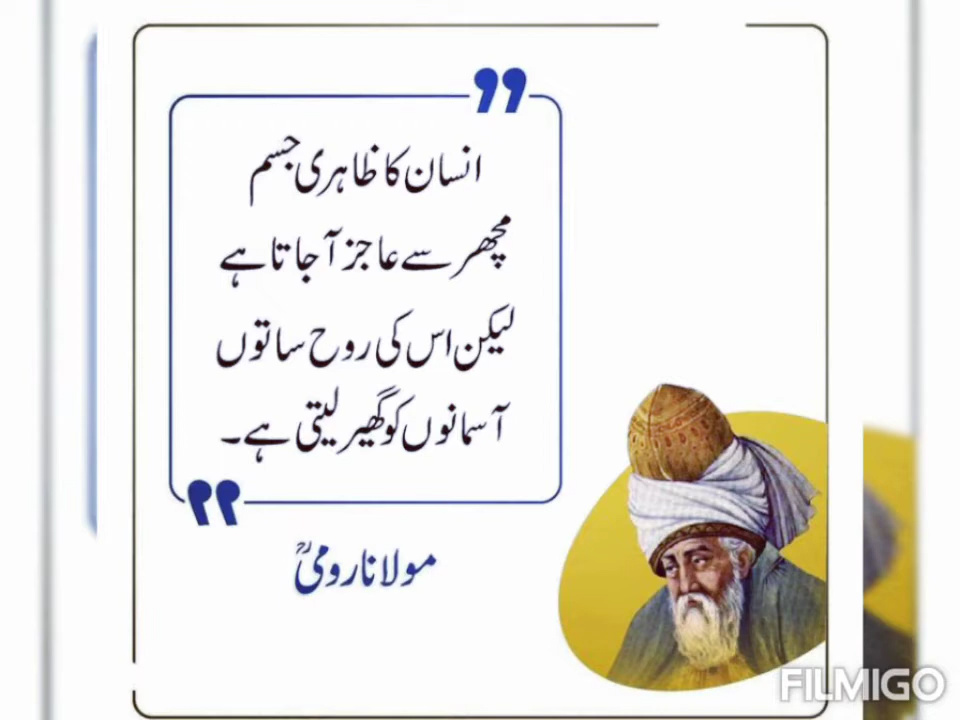 انسان کا ظاہری جسم
مچھر سے عاجز آ جاتا ہے
لیکن اس کی روح ساتوں
آسمانوں کو گھیر لیتی ہے۔
مولانا رومیؒ
FILMIGO